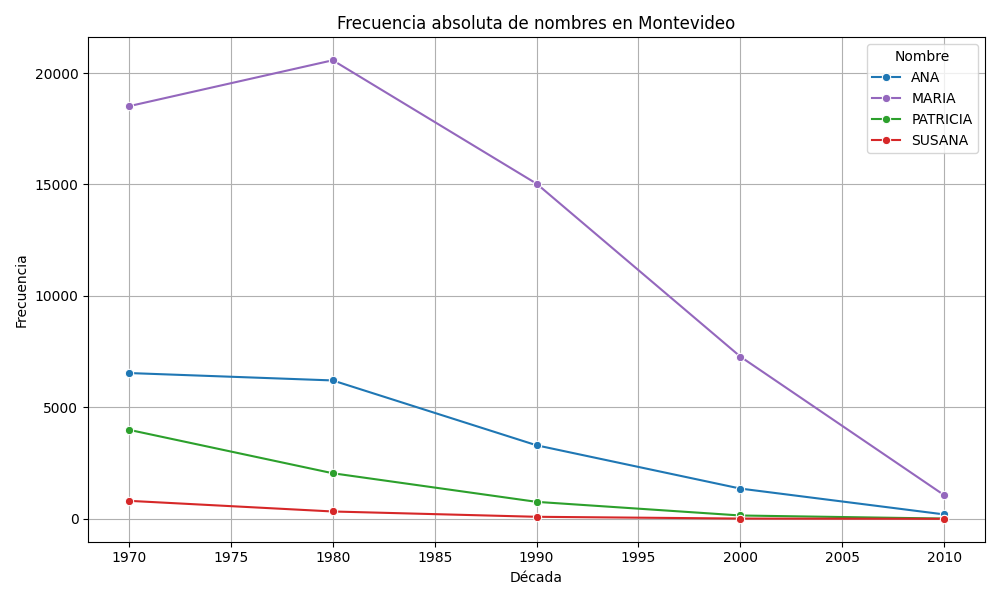 Frecuencia absoluta de nombres en Montevideo
Nombre
ANA
MARIA
PATRICIA
SUSANA
Frecuencia
20000
15000
10000
5000
0
1970 1975 1980 1985 1990 1995 2000 2005 2010
Década